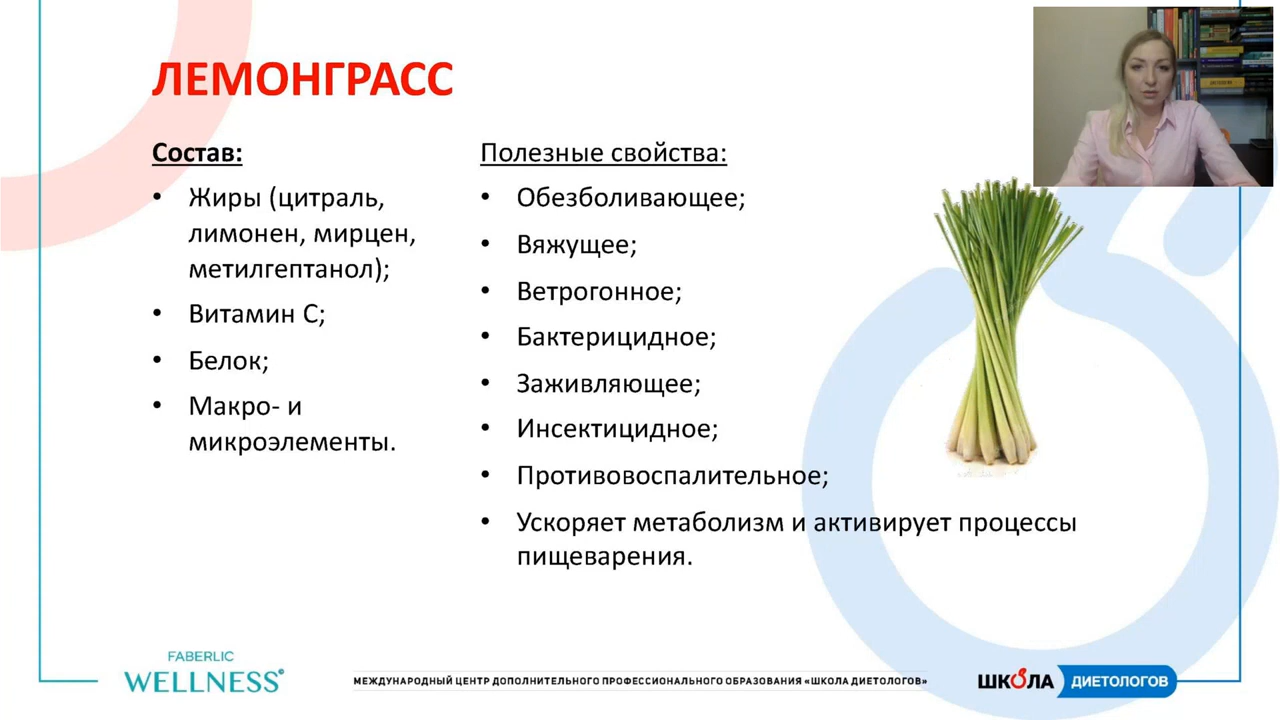 ЛЕМОНГРАСС
Состав:
• Жиры (цитраль,
лимонен, мирцен,
метилгептанол);
• Витамин С;
• Белок;
• Макро- и
микроэлементы.
Полезные свойства:
• Обезболивающее;
• Вяжущее;
• Ветрогонное;
• Бактерицидное;
• Заживляющее;
• Инсектицидное;
• Противовоспалительное;
• Ускоряет метаболизм и активирует процессы
пищеварения.
FABERLIC
WELLNESS©
МЕЖДУНАРОДНЫЙ ЦЕНТР ДОПОЛНИТЕЛЬНОГО ПРОФЕССИОНАЛЬНОГО ОБРАЗОВАНИЯ «ШКОЛА ДИЕТОЛОГОВ»
ШКОЛА ДИЕТОЛОГОВ